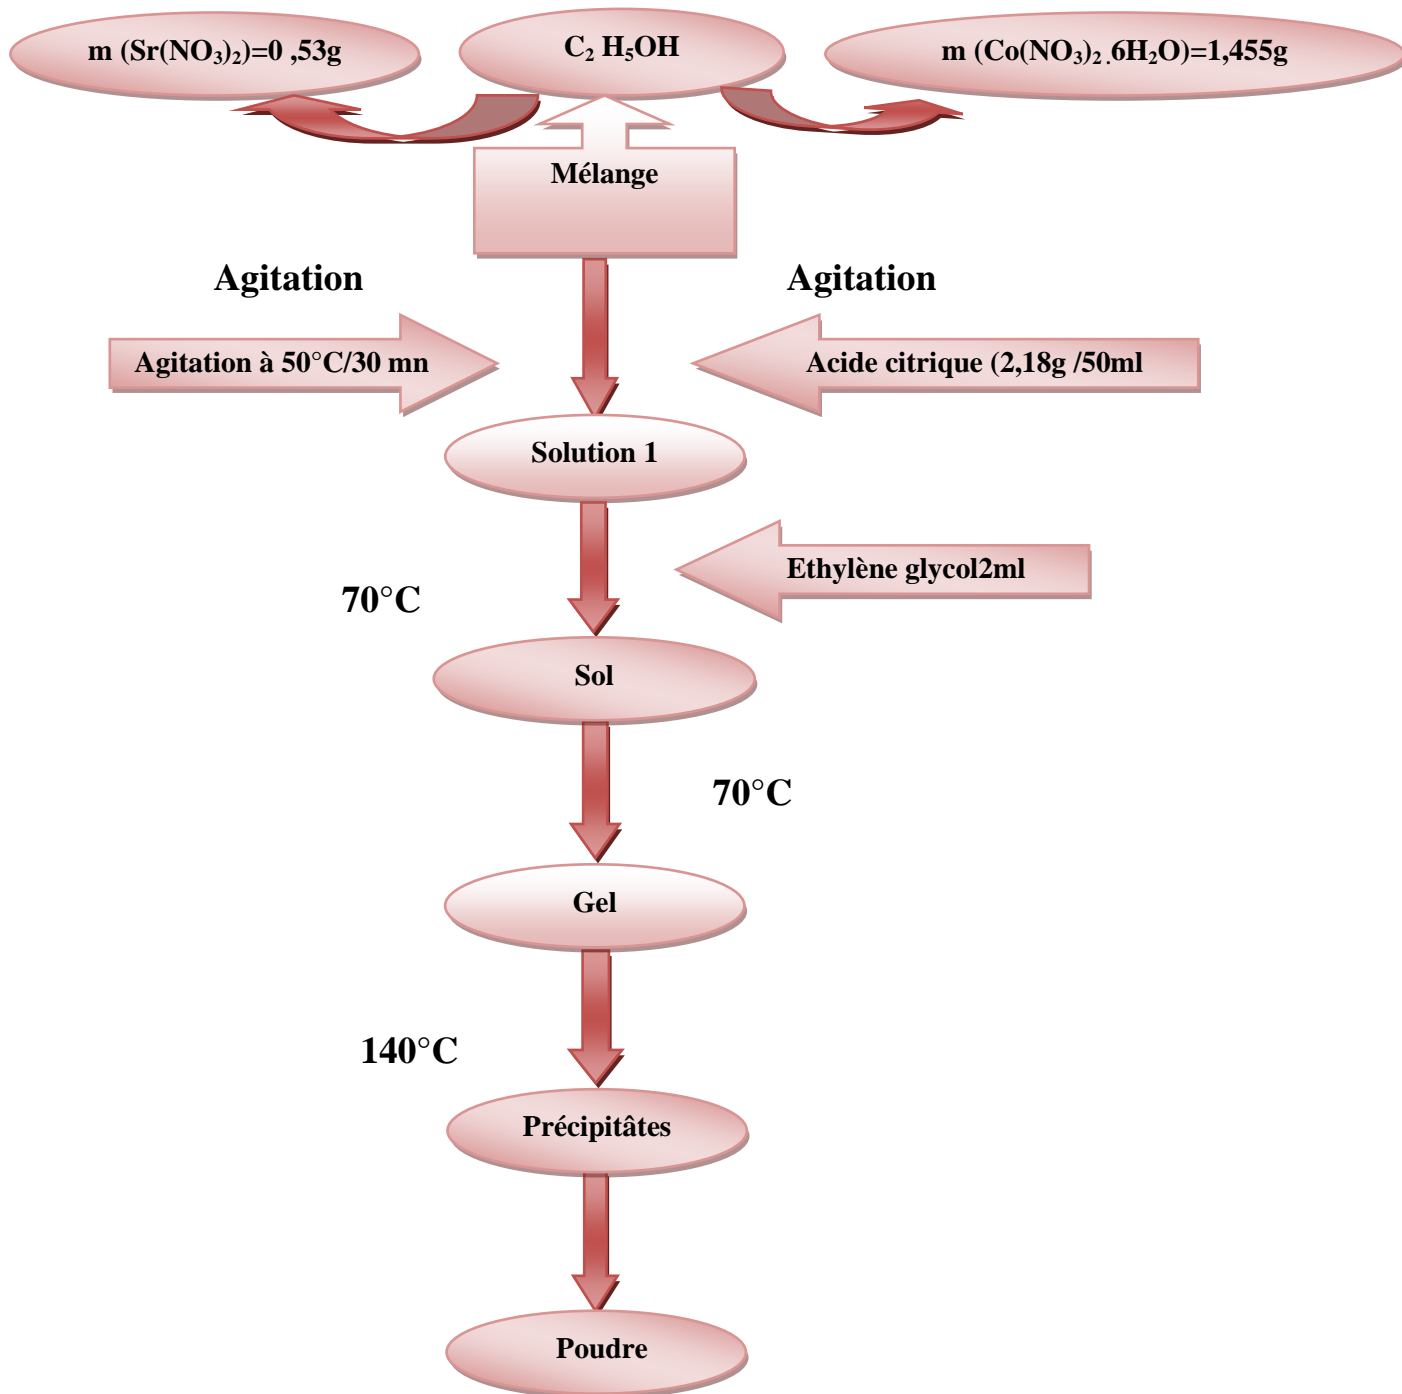 m (Sr(NO₃)₂)=0 ,53g
C₂ H₅OH
m (Co(NO₃)₂ .6H₂O)=1,455g
Mélange
Agitation
Agitation
Agitation à 50°C/30 mn
Acide citrique (2,18g /50ml
Solution 1
Ethylène glycol2ml
70°C
Sol
70°C
Gel
140°C
Précipitâtes
Poudre